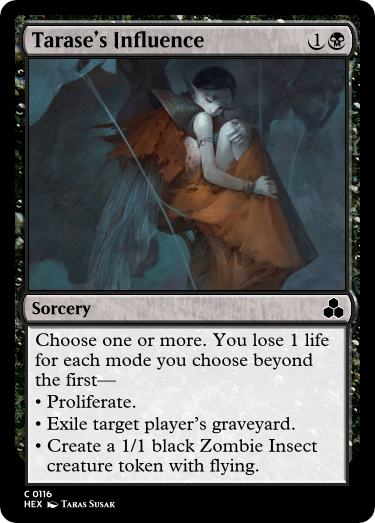 Tarase's Influence 1
Sorcery
Choose one or more. You lose 1 life
for each mode you choose beyond
the first—
• Proliferate.
• Exile target player's graveyard.
• Create a 1/1 black Zombie Insect
creature token with flying.
C 0116
HEX Taras Susak